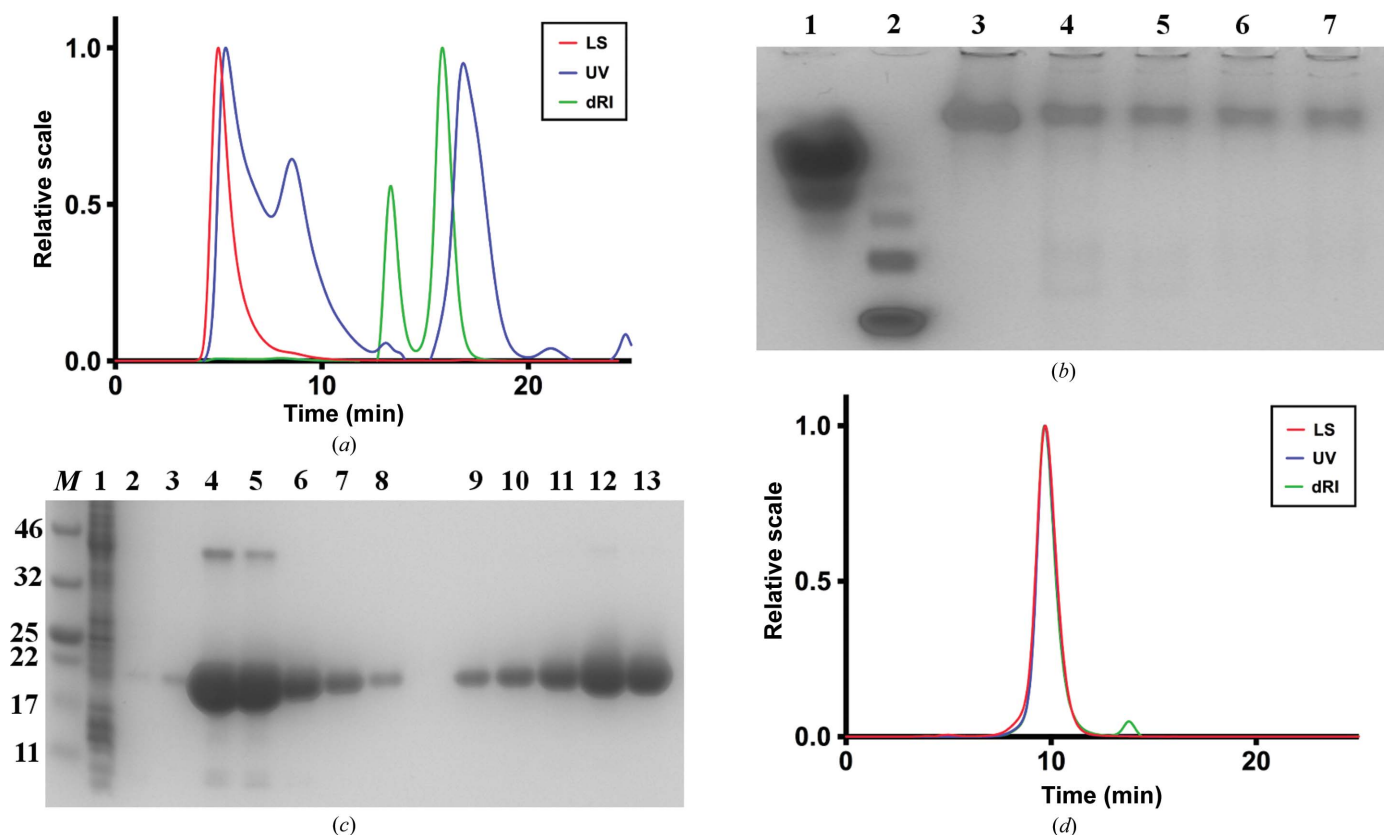 1.0
0.5
0.0
Relative scale
0
10
20
Time (min)
LS
UV
dRI
(a)
1 2 3 4 5 6 7
(b)
M 1 2 3 4 5 6 7 8 9 10 11 12 13
46
32
25
22
17
11
(c)
1.0
0.5
0.0
Relative scale
0
10
20
Time (min)
LS
UV
dRI
(d)